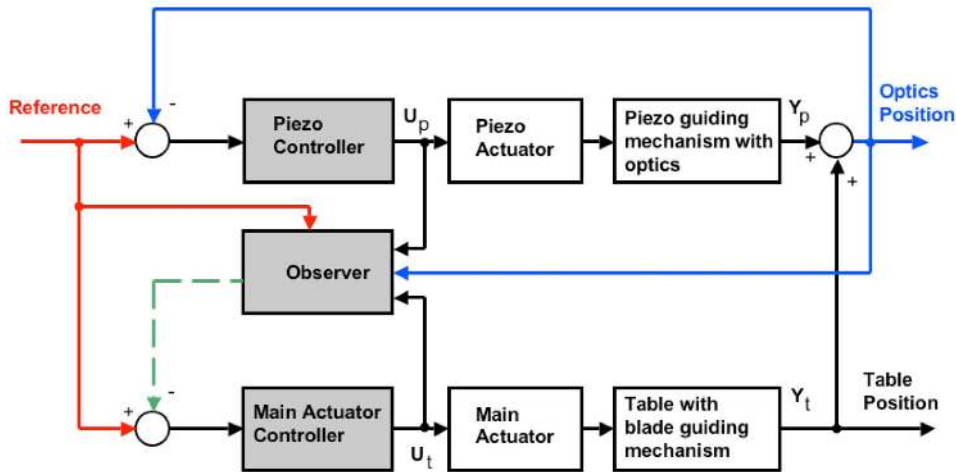 Reference
+
-
Piezo
Controller
Up
Piezo
Actuator
Piezo guiding
mechanism with
optics
Yp
+
+
Optics
Position
Observer
+
-
Main Actuator
Controller
Ut
Main
Actuator
Table with
blade guiding
mechanism
Yt
Table
Position